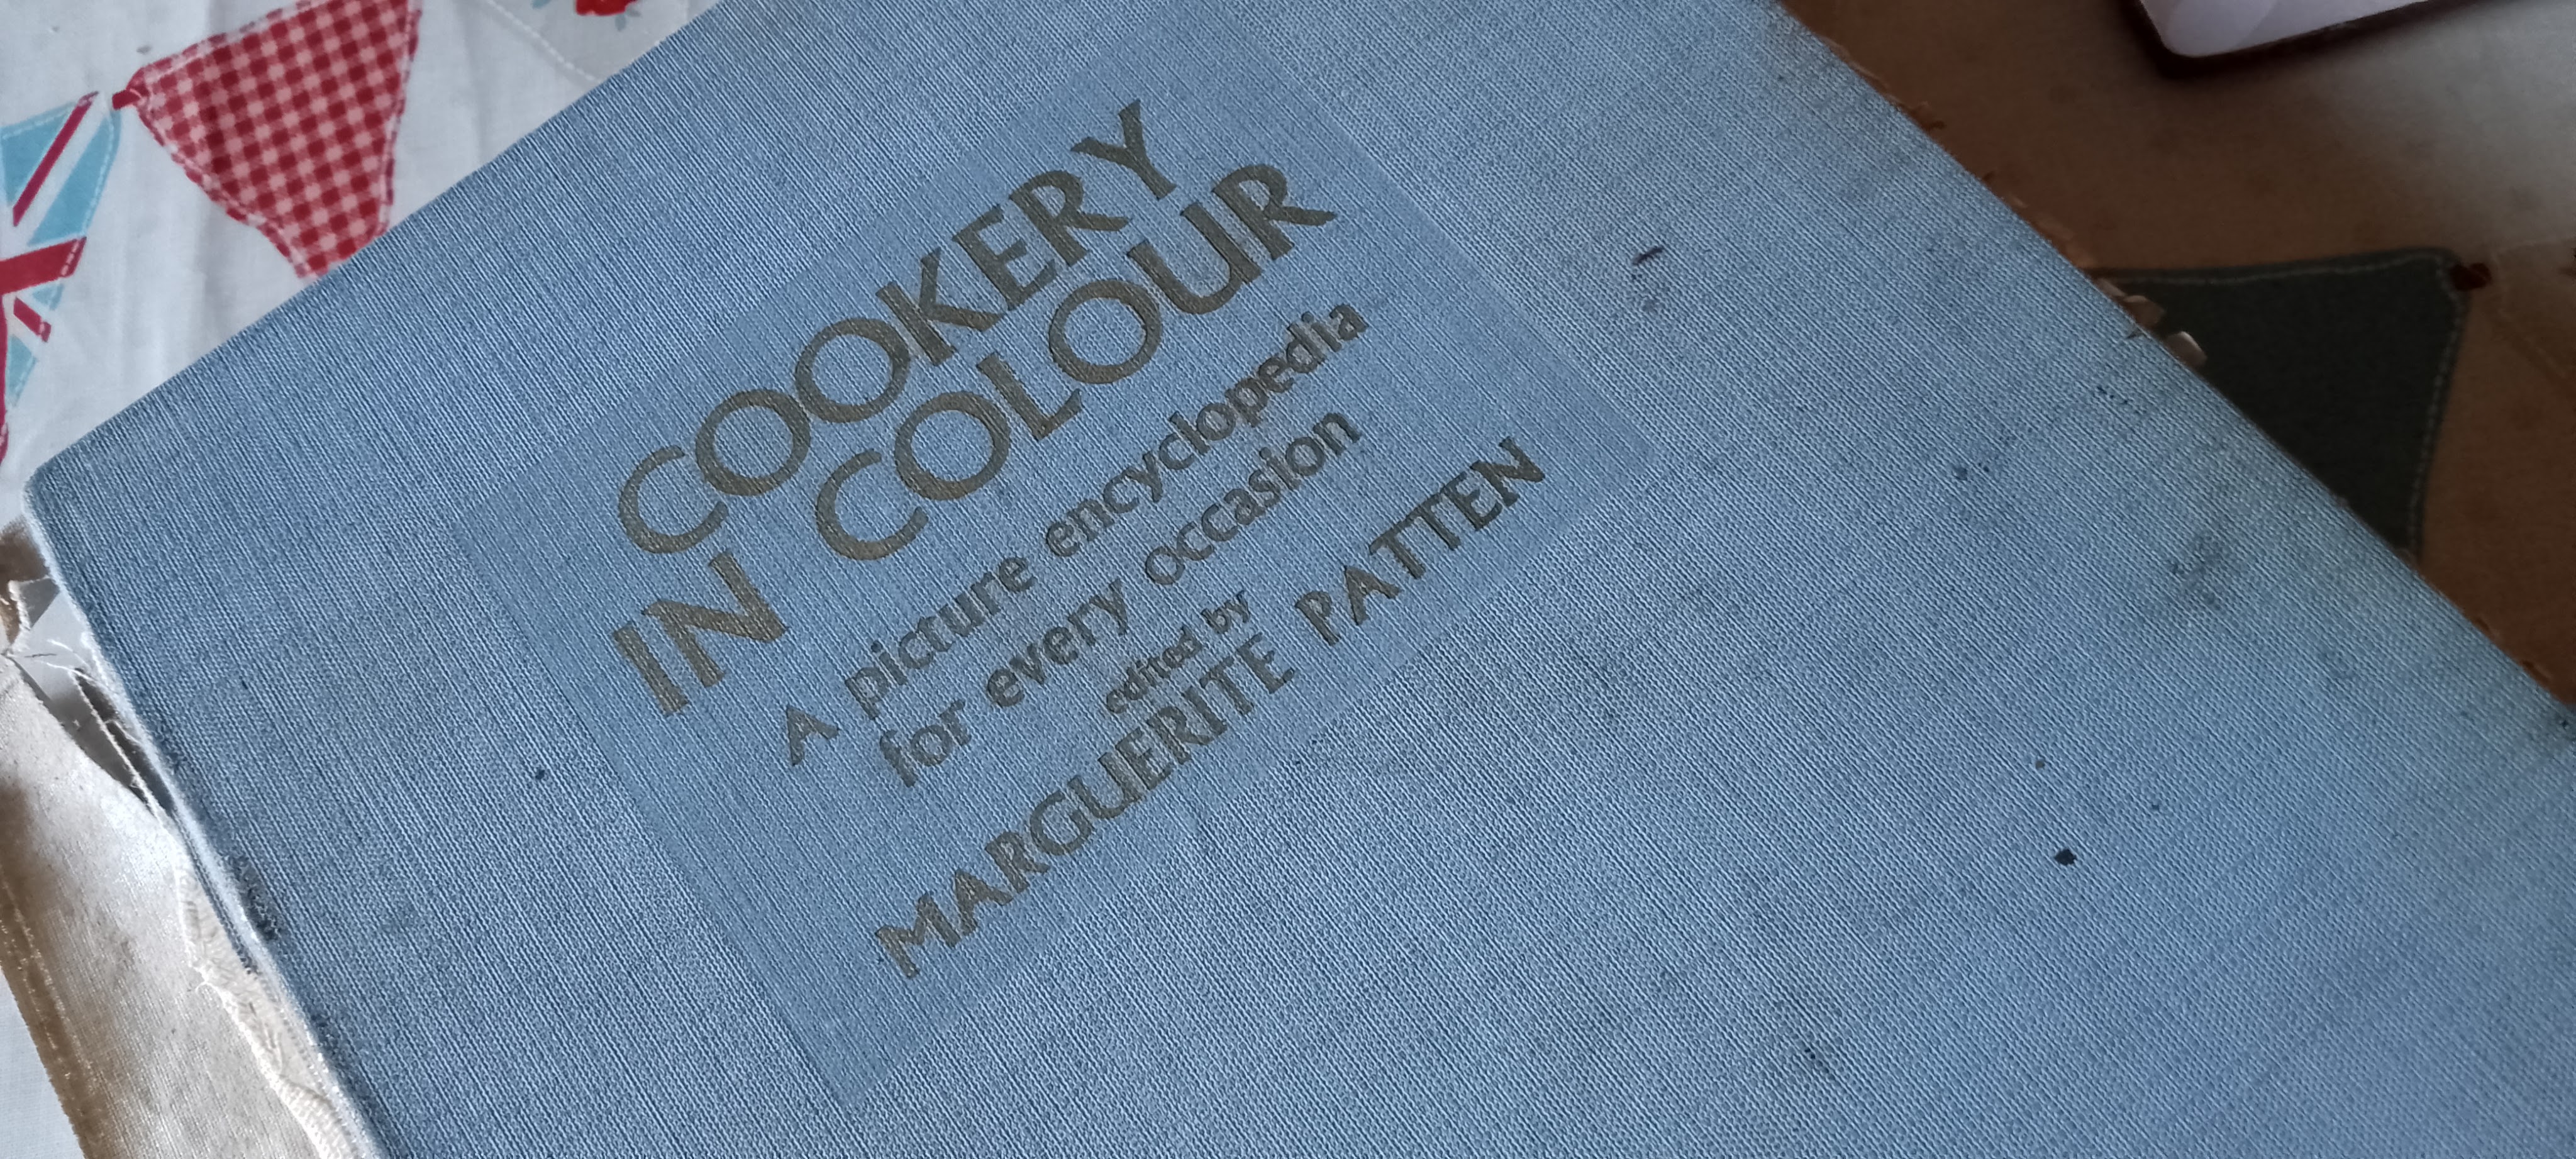 COOKERY
IN COLOUR
A picture encyclopedia
for every occasion
edited by
MARGUERITE PATTEN